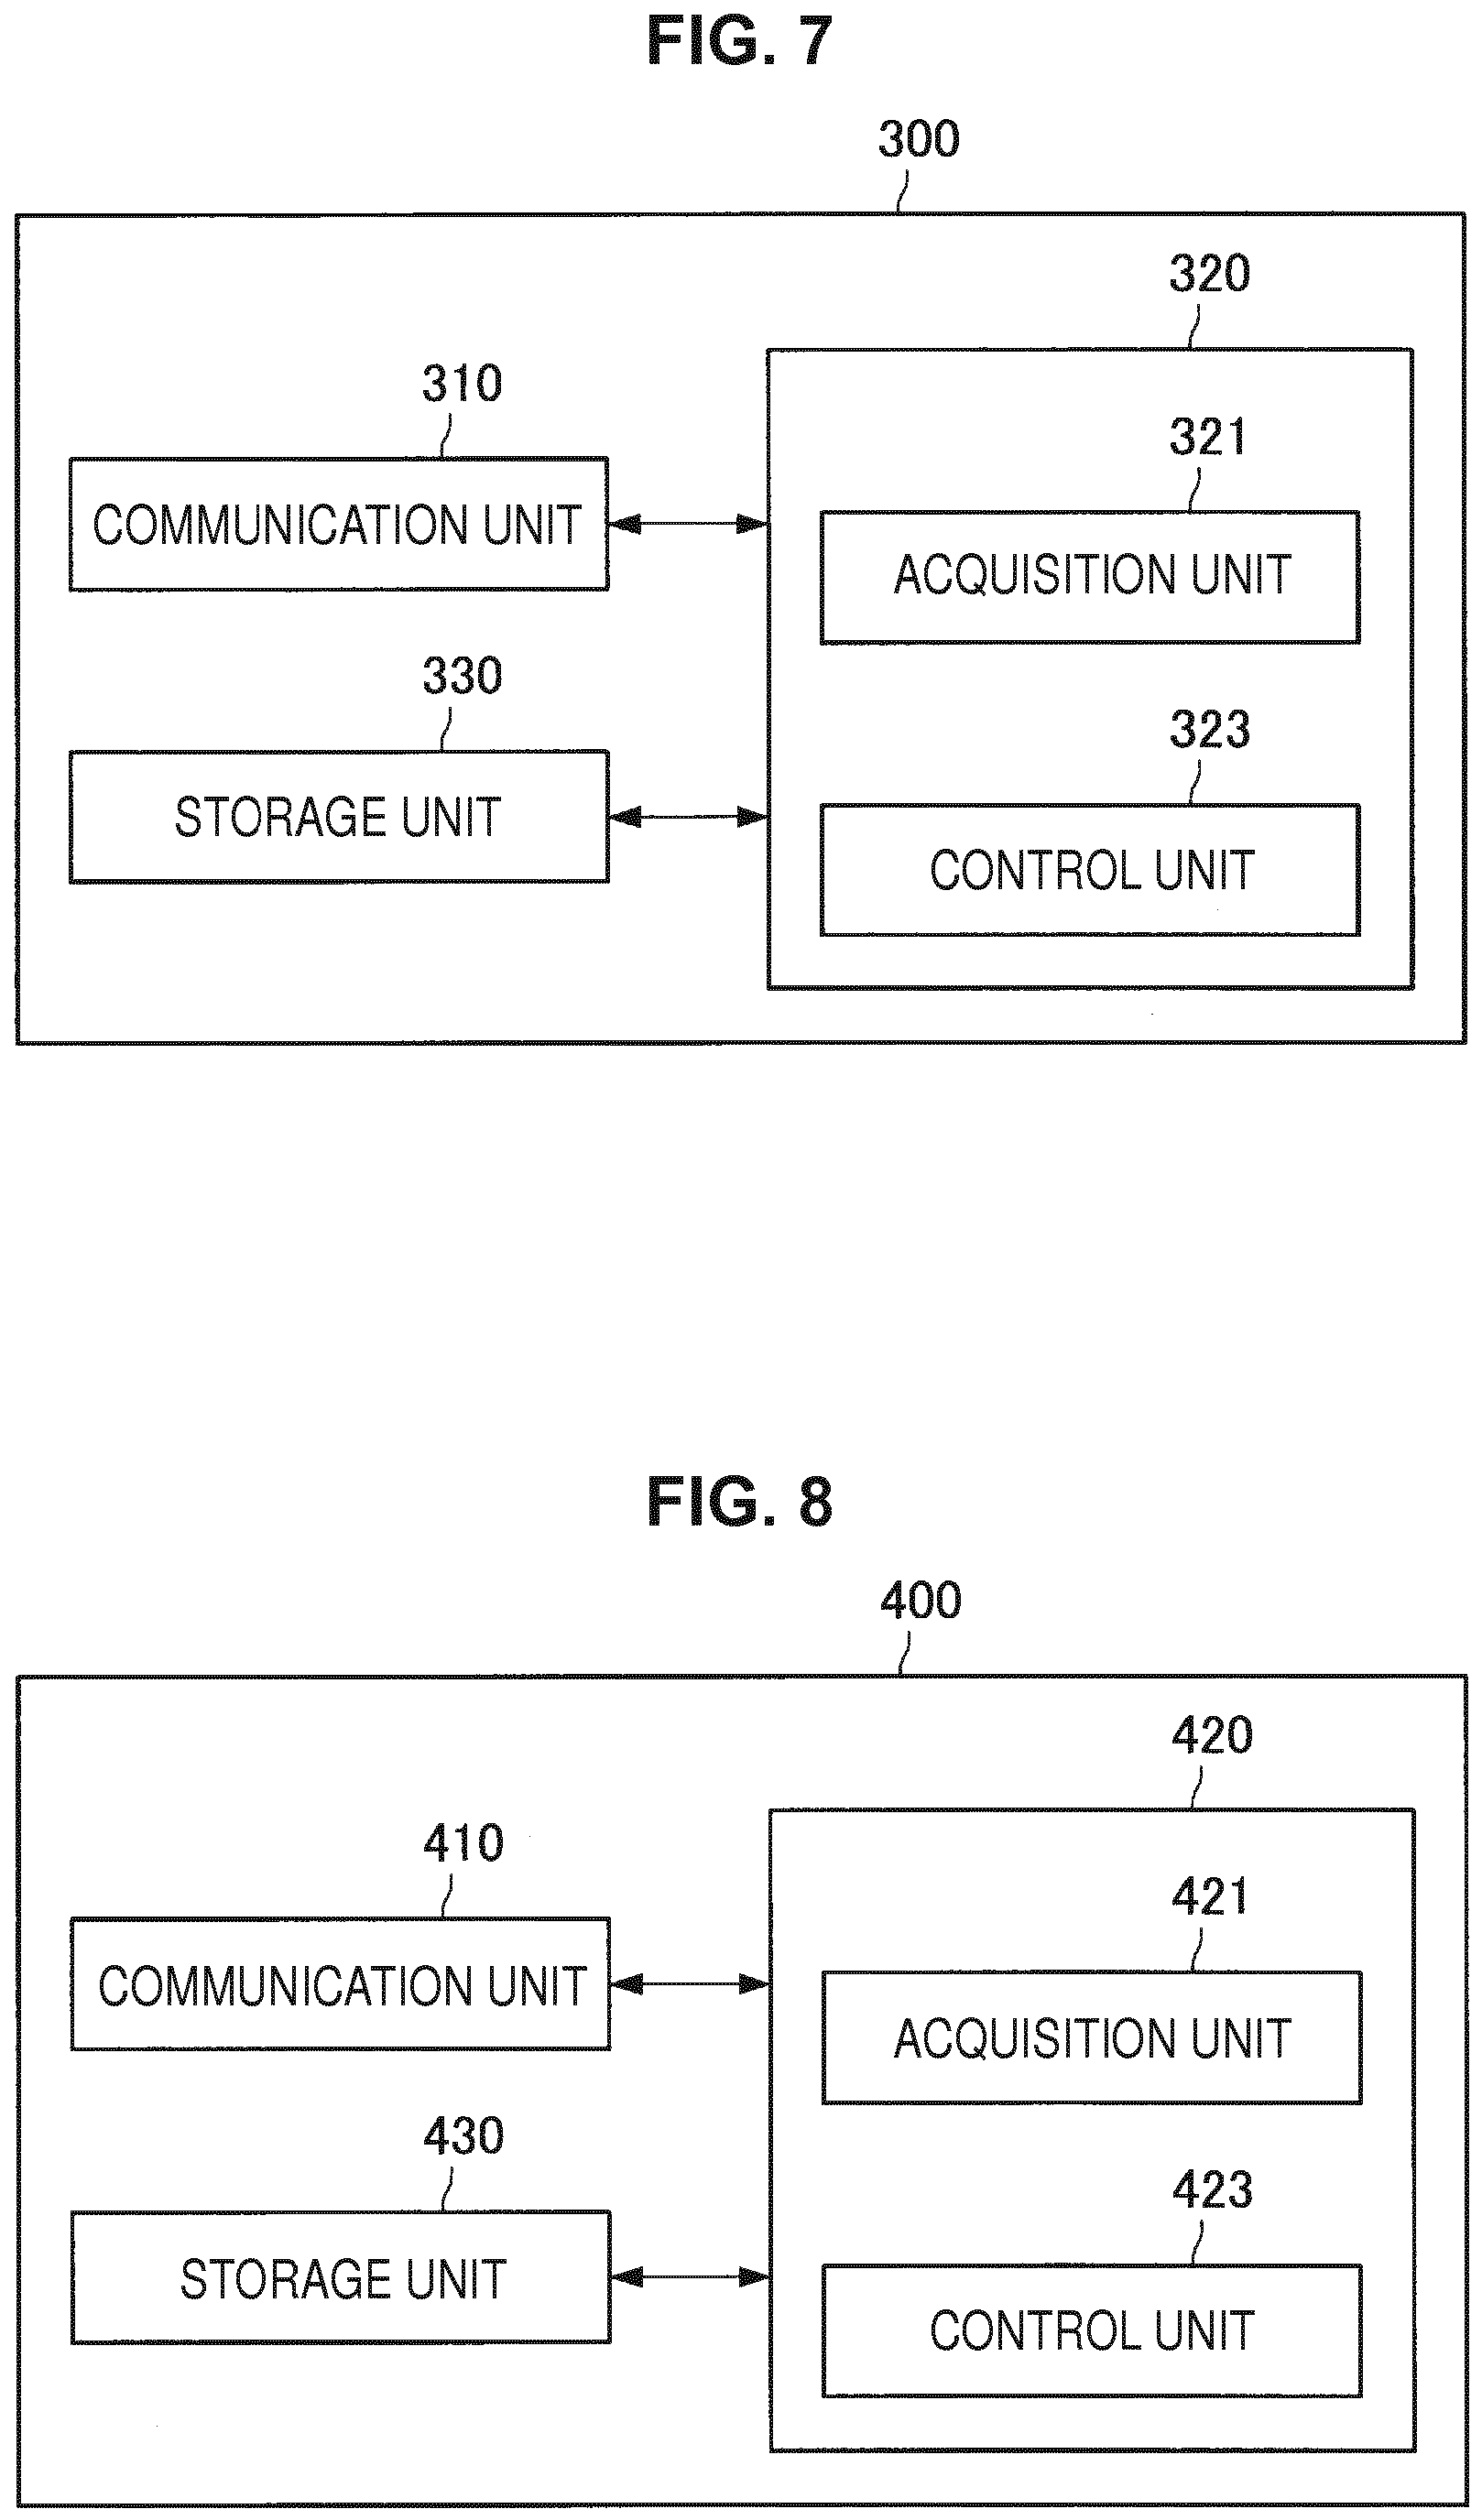 FIG. 7
300
320
310
321
COMMUNICATION UNIT
ACQUISITION UNIT
330
323
STORAGE UNIT
CONTROL UNIT
FIG. 8
400
420
410
421
COMMUNICATION UNIT
ACQUISITION UNIT
430
423
STORAGE UNIT
CONTROL UNIT